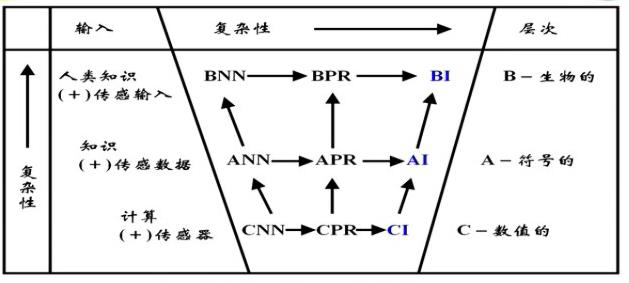 输入 复杂性 层次
人类知识 BNN BPR BI B－生物的
(+)传感输入
知识
(+)传感数据 ANN APR AI A－符号的
复杂性
计算
(+)传感器 CNN CPR CI C－数值的